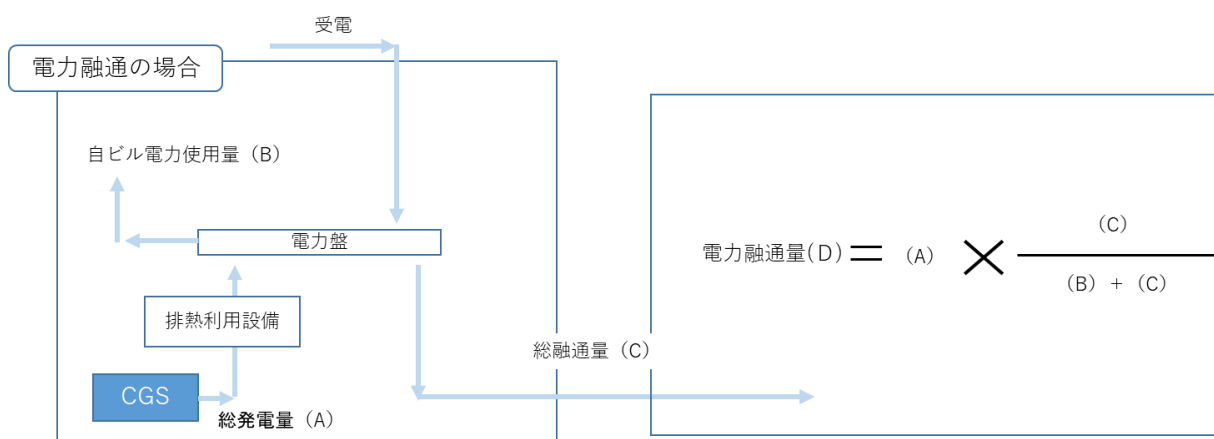 受電
電力融通の場合
自ビル電力使用量（B）
電力盤
排熱利用設備
CGS
総発電量（A）
総融通量（C）
電力融通量(D) ＝ （A） × （C）
（B）+（C）